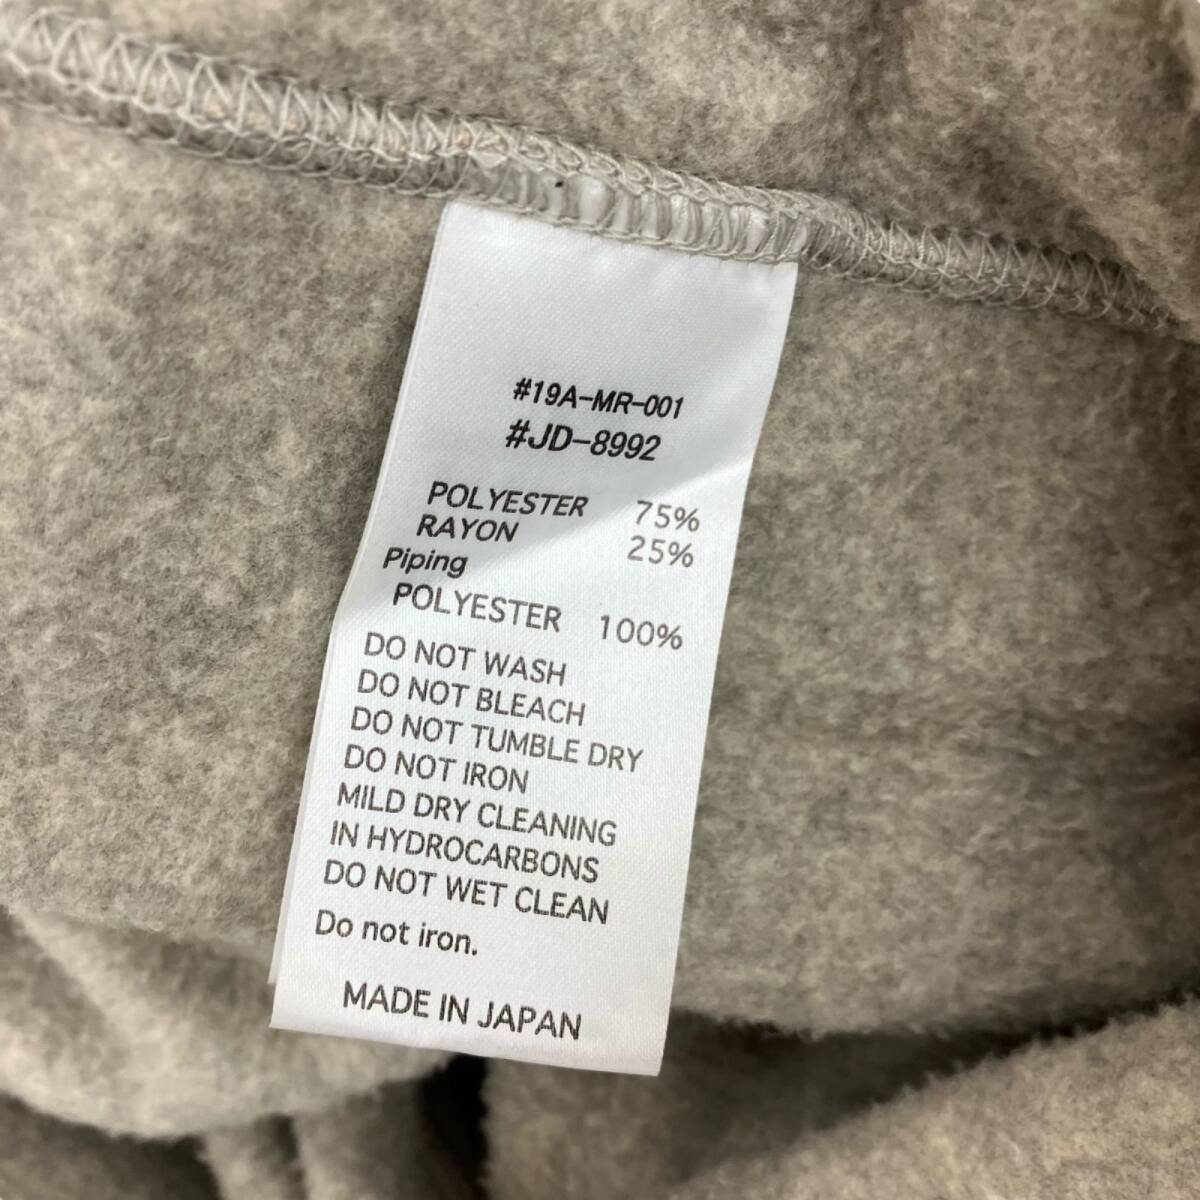 #19A-MR-001
#JD-8992
POLYESTER 75%
RAYON 25%
Piping
POLYESTER 100%
DO NOT WASH
DO NOT BLEACH
DO NOT TUMBLE DRY
DO NOT IRON
MILD DRY CLEANING
IN HYDROCARBONS
DO NOT WET CLEAN
Do not iron.
MADE IN JAPAN